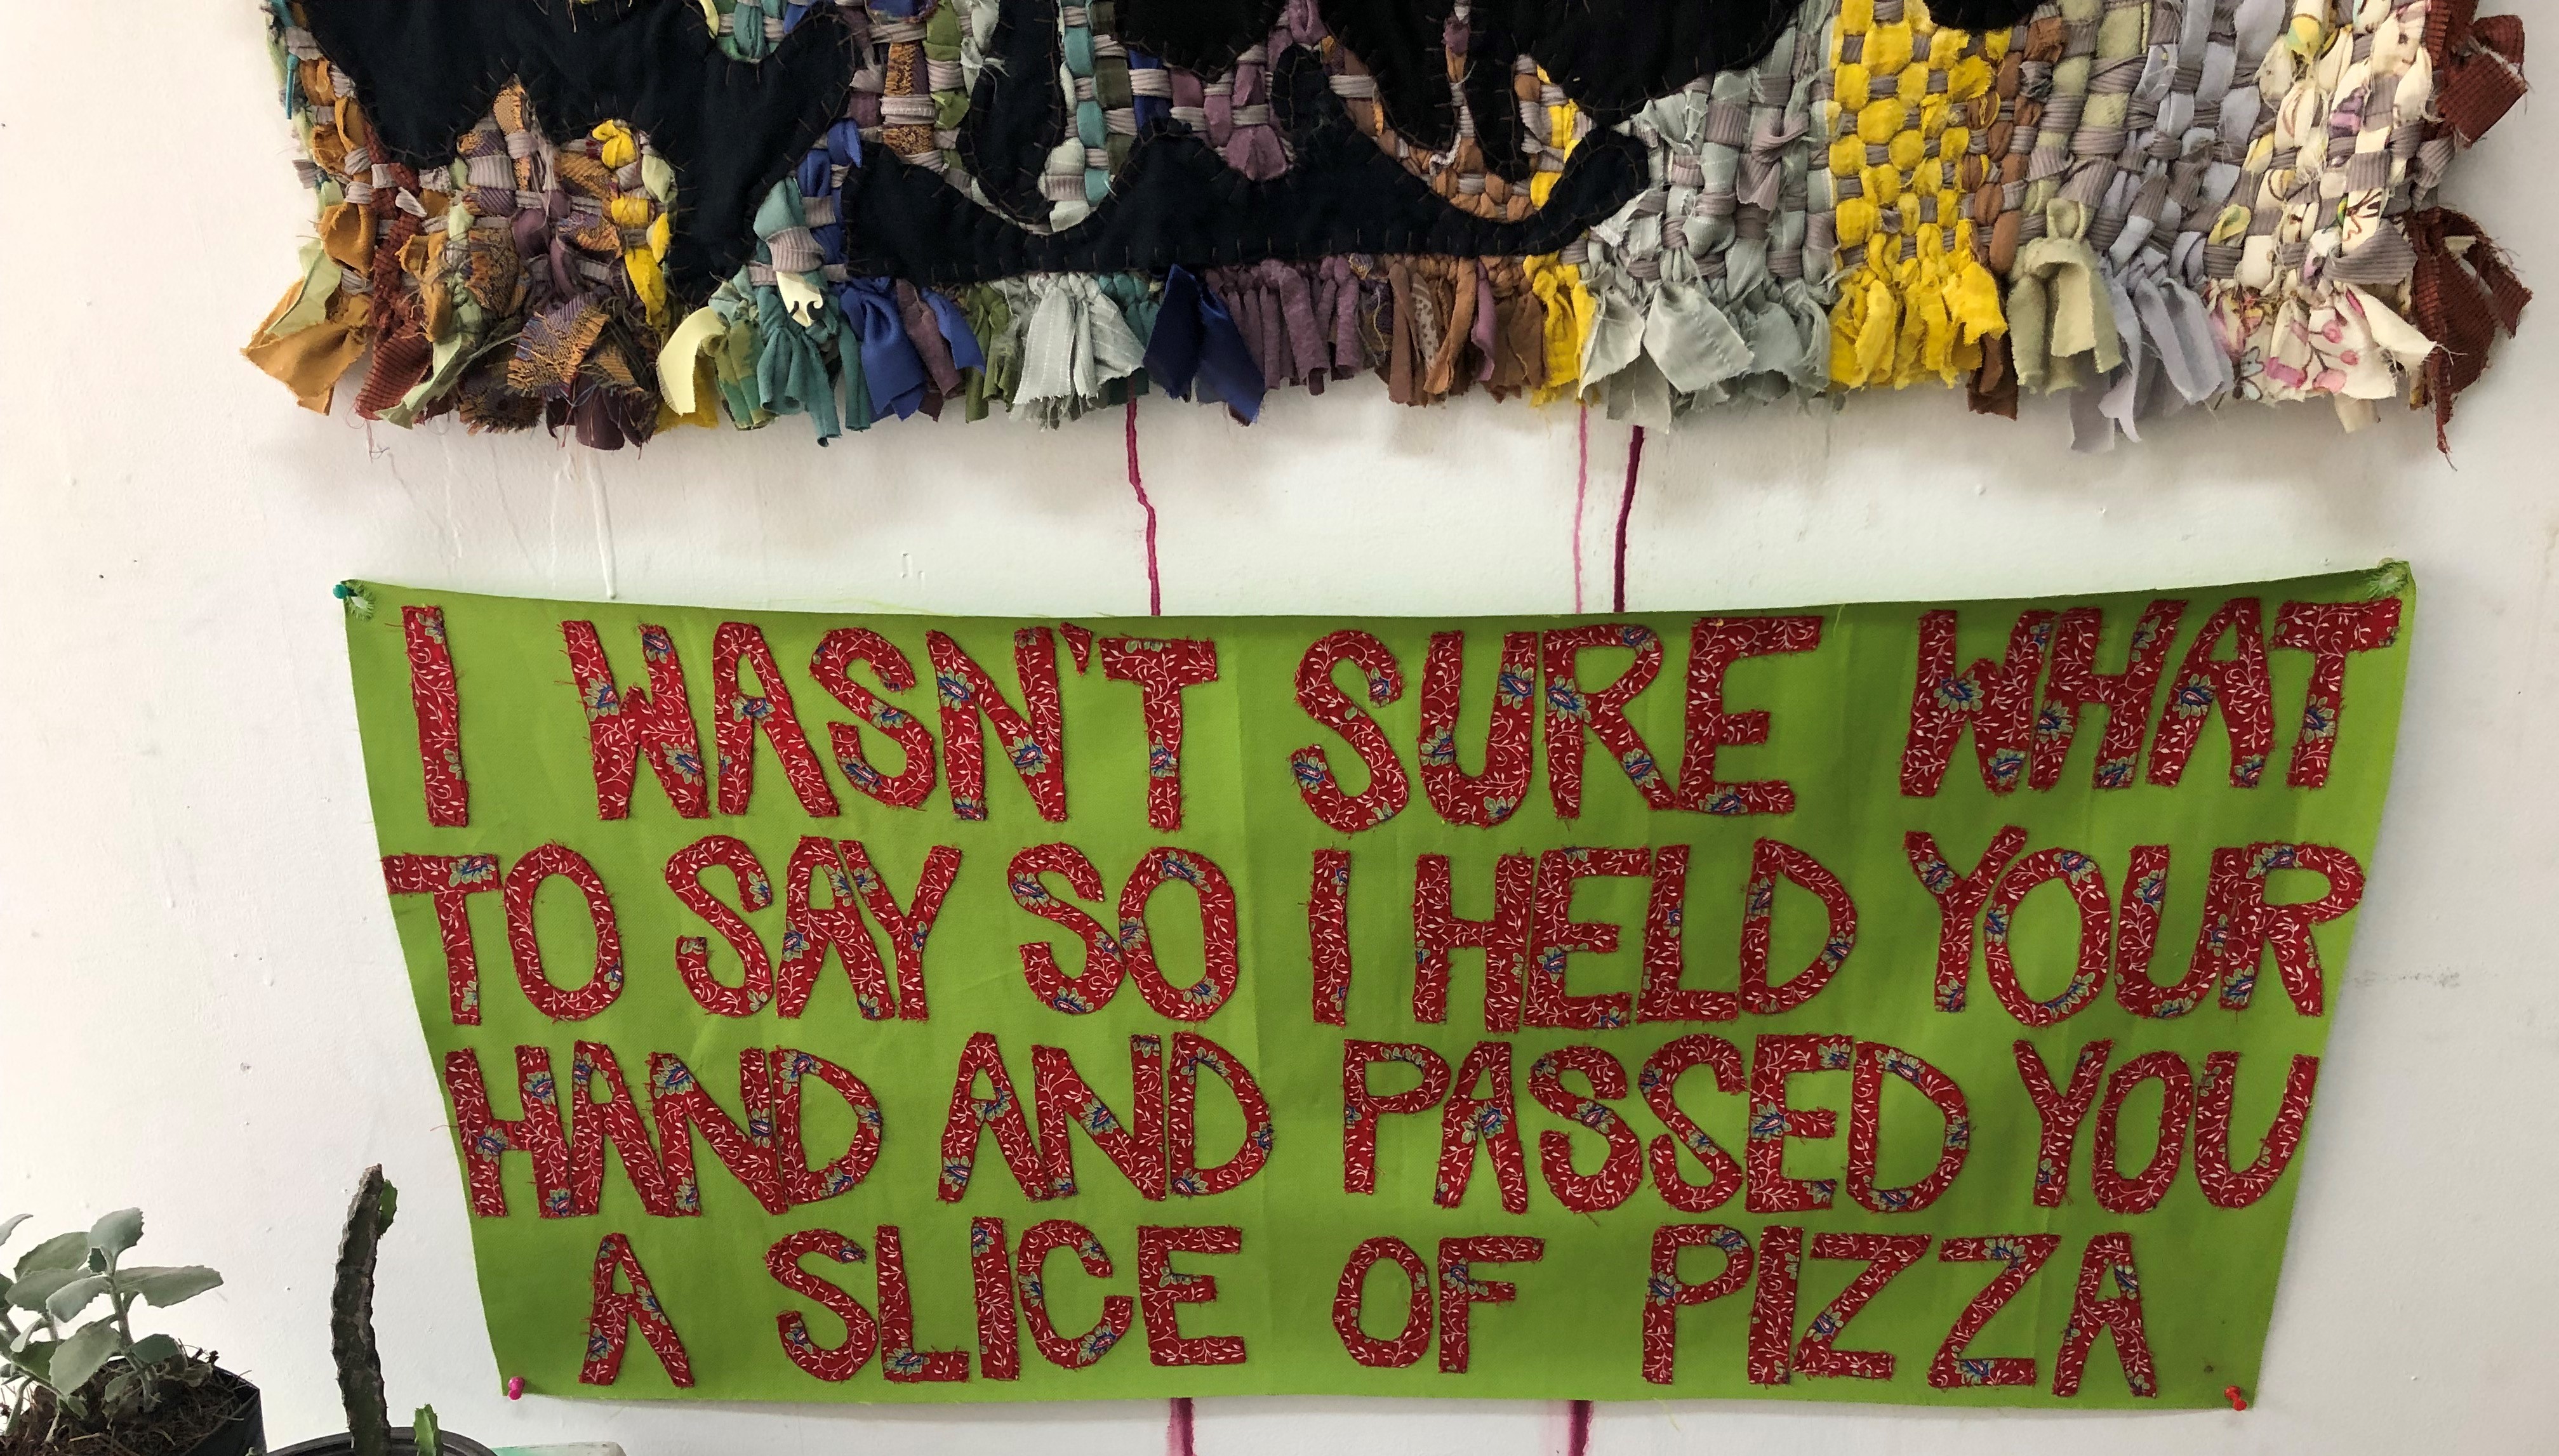 I WASN'T SURE WHAT
TO SAY SO I HELD YOUR
HAND AND PASSED YOU
A SLICE OF PIZZA